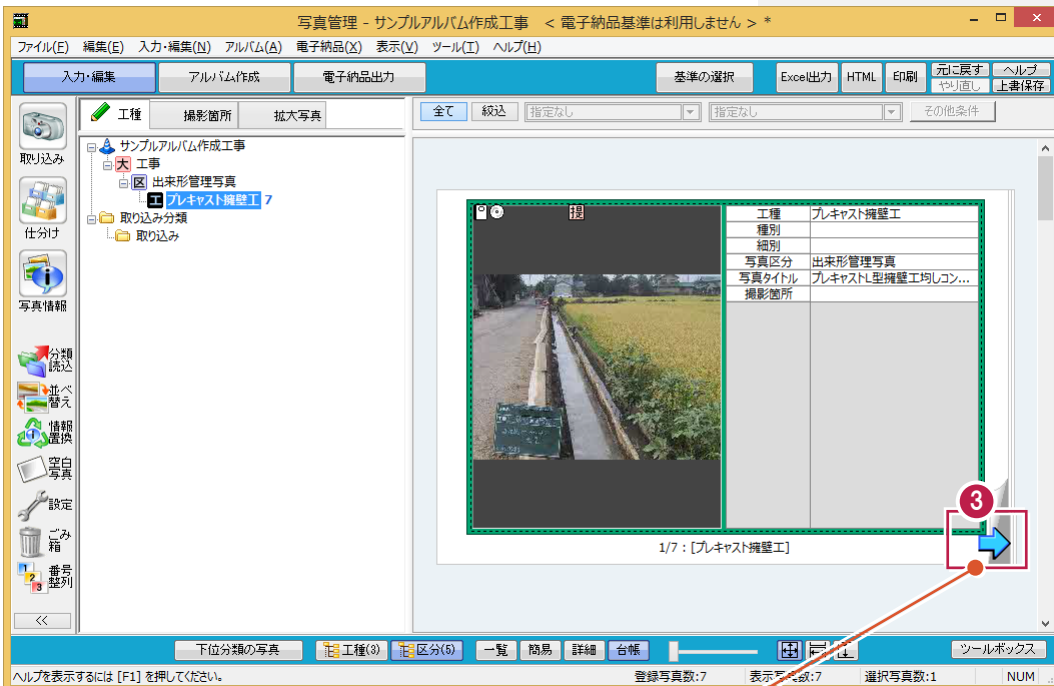 写真管理 - サンプルアルバム作成工事 < 電子納品基準は利用しません > *
ファイル(F) 編集(E) 入力・編集(N) アルバム(A) 電子納品(X) 表示(V) ツール(T) ヘルプ(H)
入力・編集 アルバム作成 電子納品出力 基準の選択 Excel出力 HTML 印刷 元に戻す やり直し ヘルプ 上書保存
取り込み
仕分け
写真情報
分類読込
並べ替え
情報置換
空白写真
設定
ごみ箱
番号整列
<<
工種 撮影箇所 拡大写真
サンプルアルバム作成工事
大 工事
区 出来形管理写真
工 プレキャスト擁壁工 7
取り込み分類
取り込み
全て 絞込 指定なし 指定なし その他条件
提
工種 プレキャスト擁壁工
種別
細別
写真区分 出来形管理写真
写真タイトル プレキャストL型擁壁工均しコン...
撮影箇所
3
1/7 : [プレキャスト擁壁工]
下位分類の写真 工種(3) 区分(5) 一覧 簡易 詳細 台帳 ツールボックス
ヘルプを表示するには [F1] を押してください。 登録写真数:7 表示写真数:7 選択写真数:1 NUM